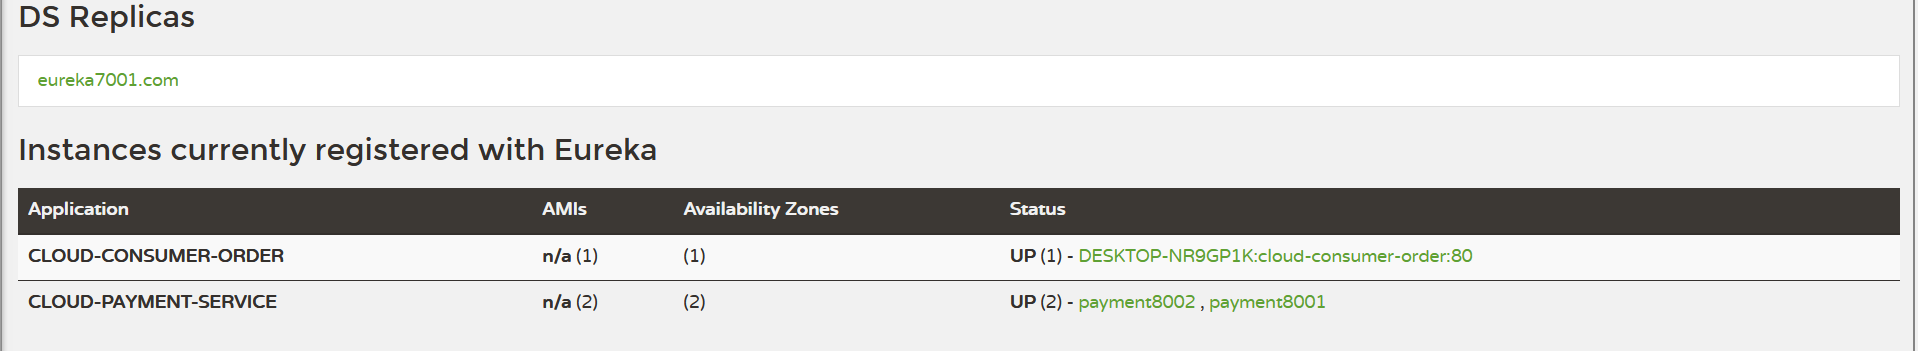 DS Replicas
eureka7001.com
Instances currently registered with Eureka
Application AMIs Availability Zones Status
CLOUD-CONSUMER-ORDER n/a (1) (1) UP (1) - DESKTOP-NR9GP1K:cloud-consumer-order:80
CLOUD-PAYMENT-SERVICE n/a (2) (2) UP (2) - payment8002 , payment8001